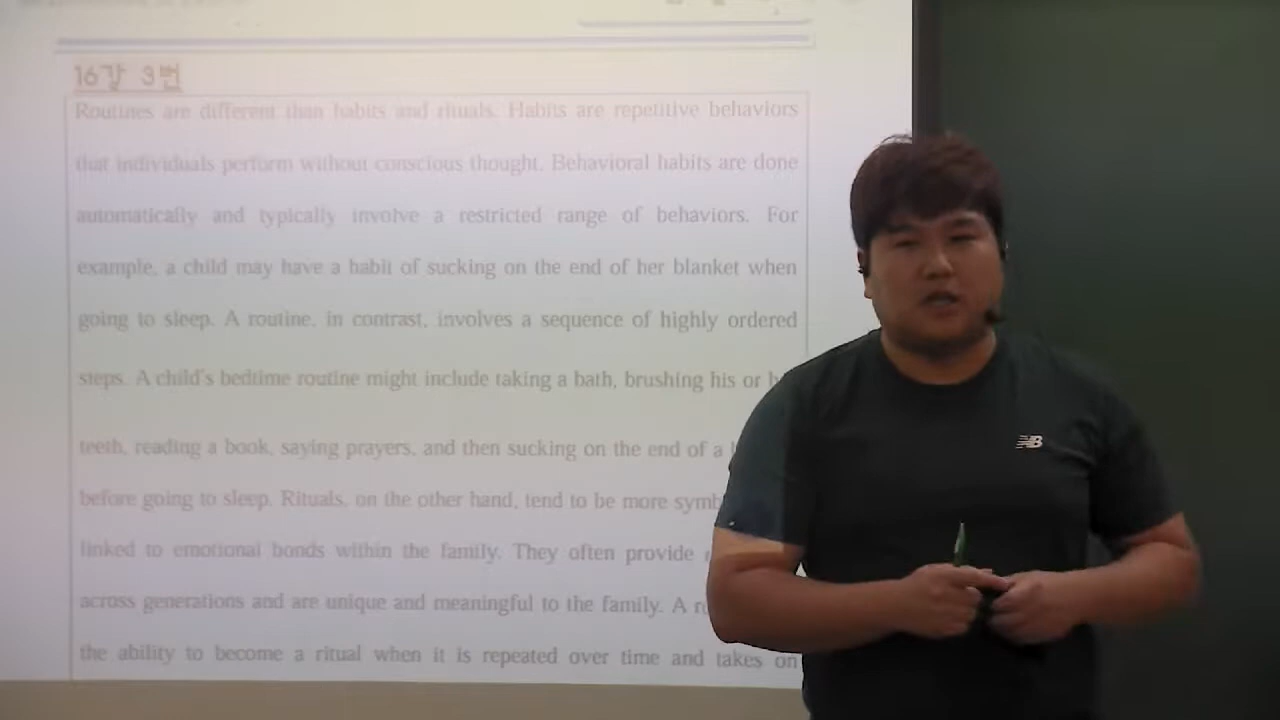 16강 3번
Routines are different than habits and rituals. Habits are repetitive behaviors
that individuals perform without conscious thought. Behavioral habits are done
automatically and typically involve a restricted range of behaviors. For
example, a child may have a habit of sucking on the end of her blanket when
going to sleep. A routine, in contrast, involves a sequence of highly ordered
steps. A child's bedtime routine might include taking a bath, brushing his or
teeth, reading a book, saying prayers, and then sucking on the end of a
before going to sleep. Rituals, on the other hand, tend to be more
linked to emotional bonds within the family. They often provide
across generations and are unique and meaningful to the family. A
the ability to become a ritual when it is repeated over time and takes on
NB